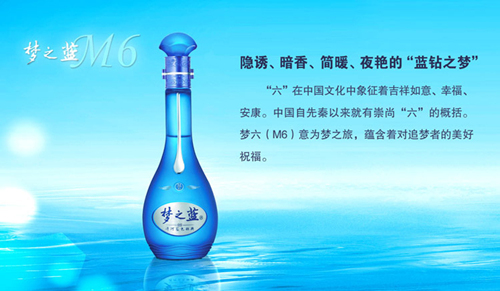 梦之蓝M6
隐诱、暗香、简暖、夜艳的“蓝钻之梦”
“六”在中国文化中象征着吉祥如意、幸福、
安康。中国自先秦以来就有崇尚“六”的概括。
梦六（M6）意为梦之旅，蕴含着对追梦者的美好
祝福。
梦之蓝